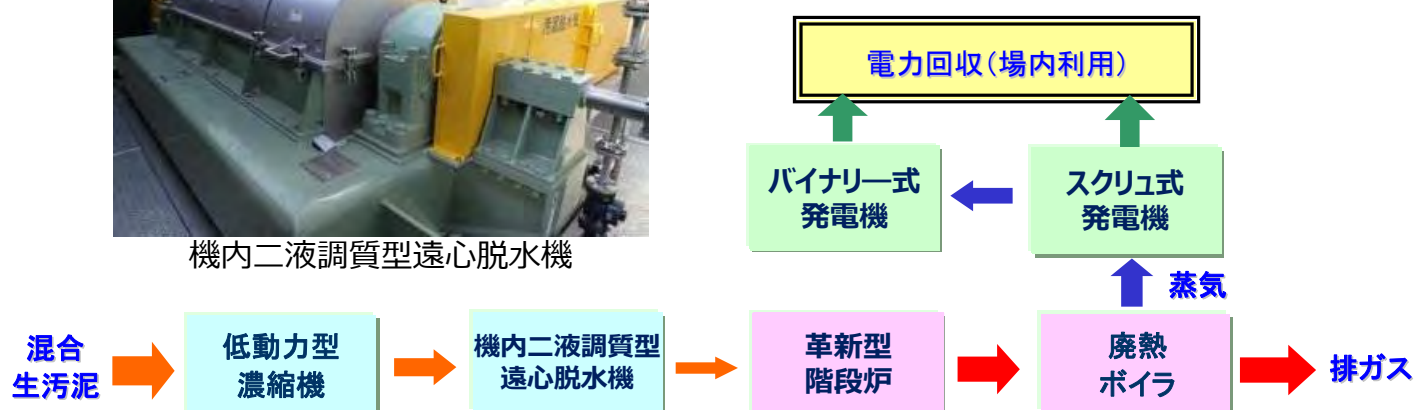 電力回収（場内利用）
バイナリー式
発電機
スクリュ式
発電機
機内二液調質型遠心脱水機
蒸気
混合
生汚泥
低動力型
濃縮機
機内二液調質型
遠心脱水機
革新型
階段炉
廃熱
ボイラ
排ガス